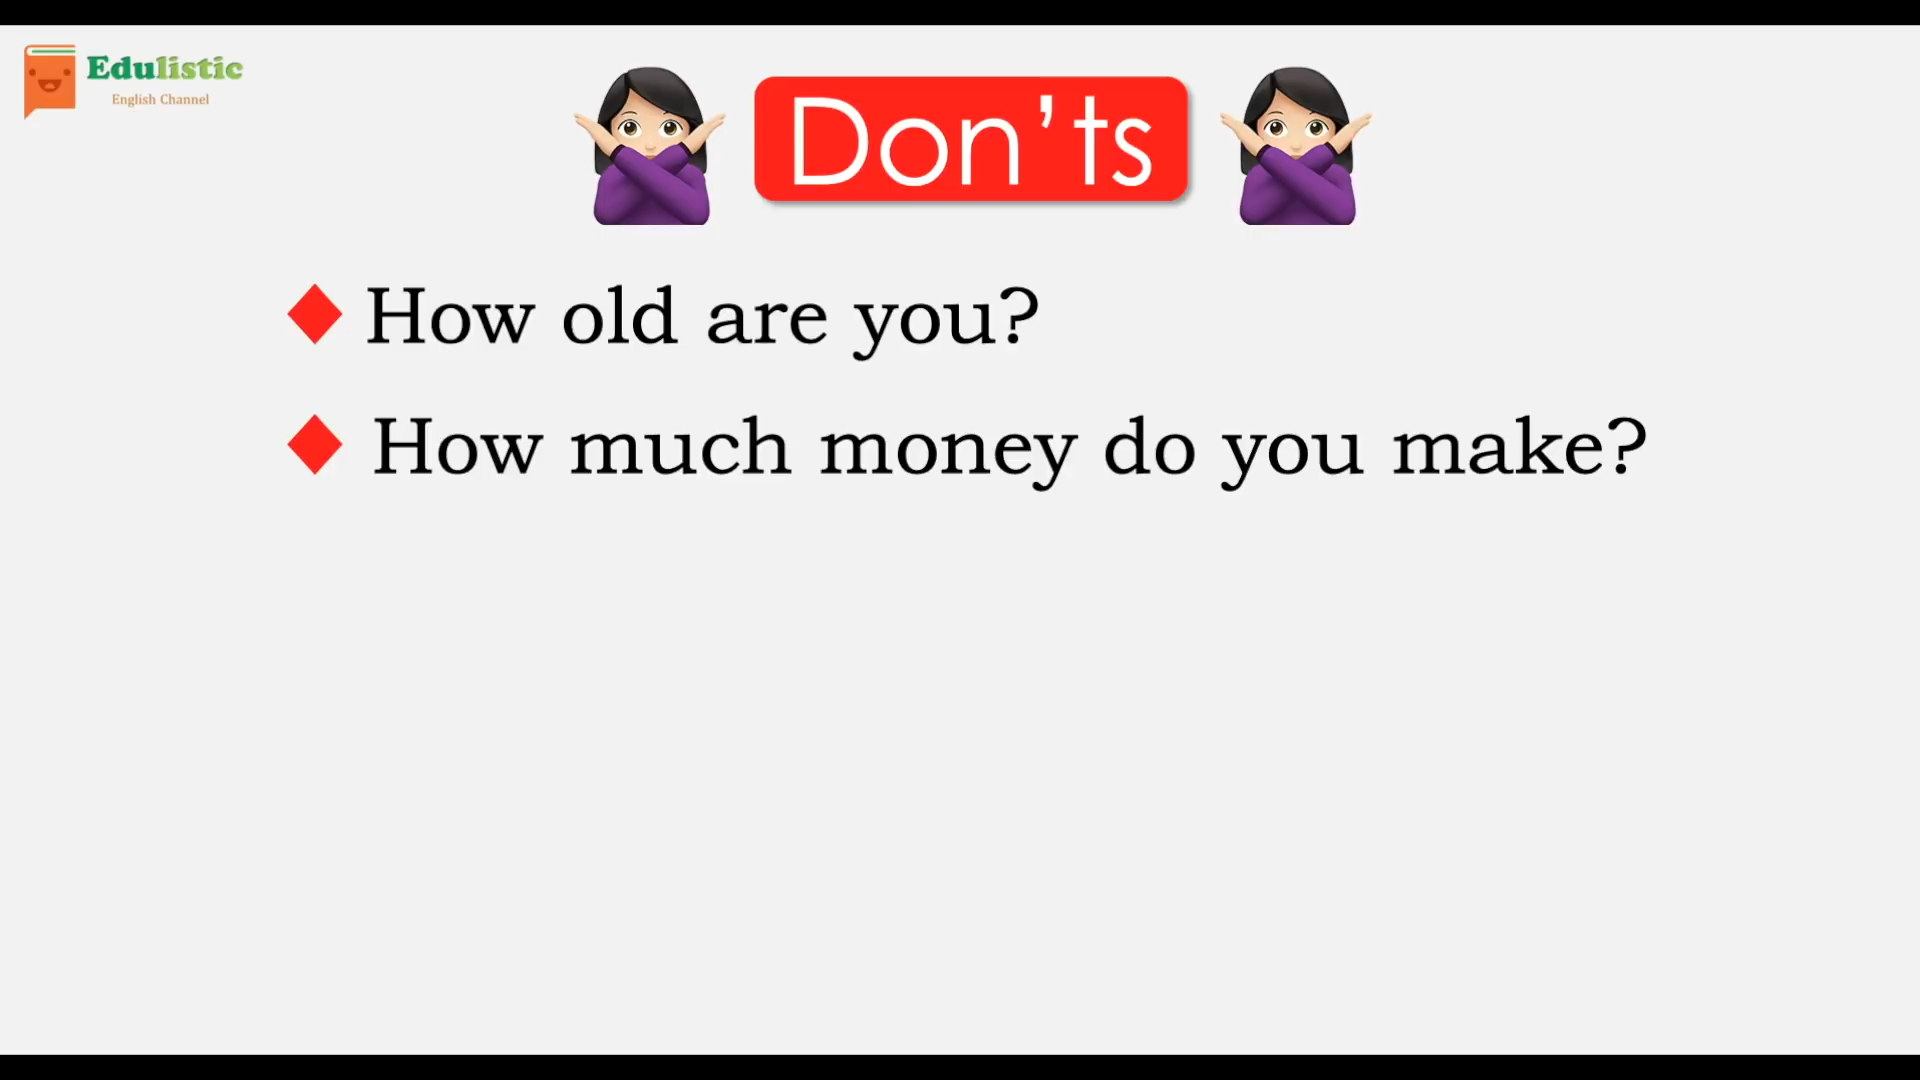 Edulistic
English Channel
Don’ts
How old are you?
How much money do you make?